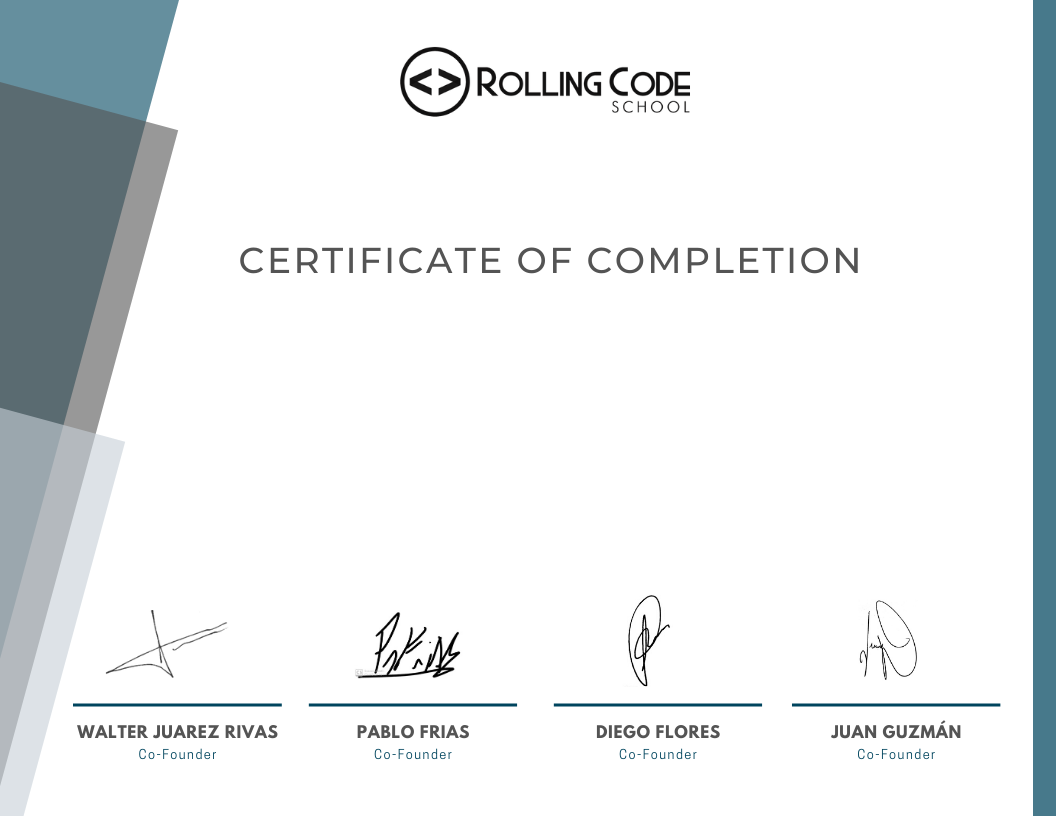 <> ROLLING CODE
SCHOOL
CERTIFICATE OF COMPLETION
WALTER JUAREZ RIVAS
Co-Founder
PABLO FRIAS
Co-Founder
DIEGO FLORES
Co-Founder
JUAN GUZMÁN
Co-Founder